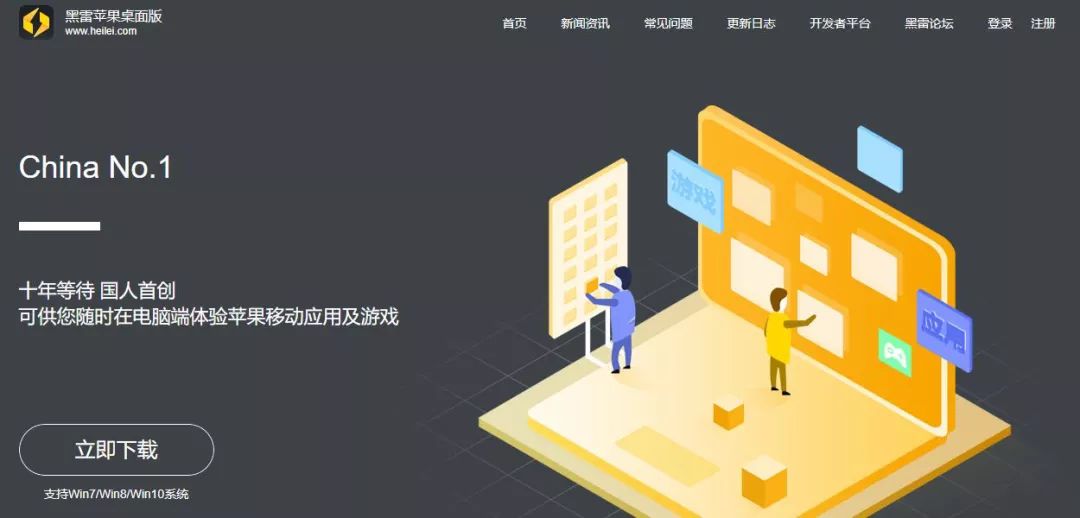 黑雷苹果桌面版
www.heilei.com
首页 新闻资讯 常见问题 更新日志 开发者平台 黑雷论坛 登录 注册
China No.1
游戏
应用
十年等待 国人首创
可供您随时在电脑端体验苹果移动应用及游戏
立即下载
支持Win7/Win8/Win10系统